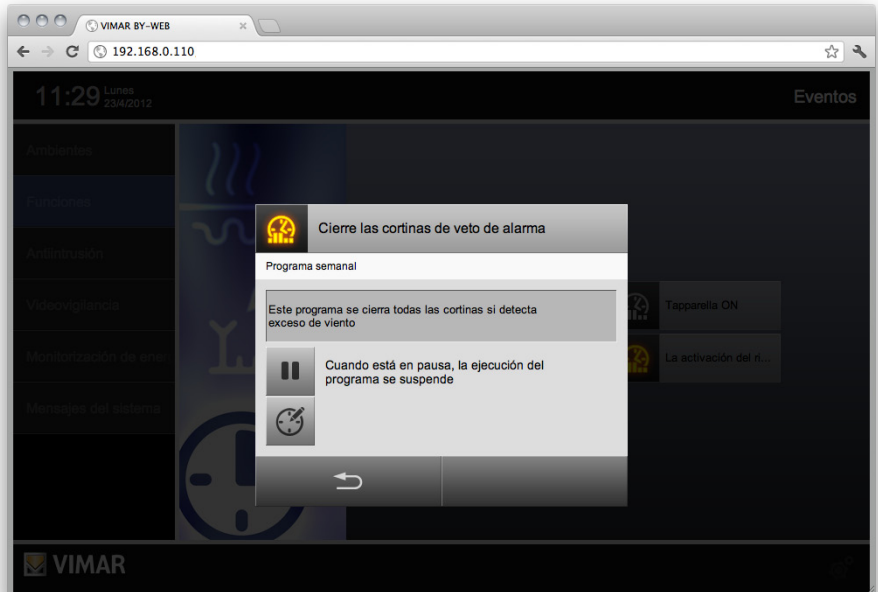 VIMAR BY-WEB
192.168.0.110
11:29 Lunes
23/4/2012
Eventos
Ambientes
Funciones
Antiintrusión
Videovigilancia
Monitorización de ener
Mensajes del sistema
Cierre las cortinas de veto de alarma
Programa semanal
Este programa se cierra todas las cortinas si detecta
exceso de viento
Cuando está en pausa, la ejecución del
programa se suspende
Tapparella ON
La activación del ri...
VIMAR